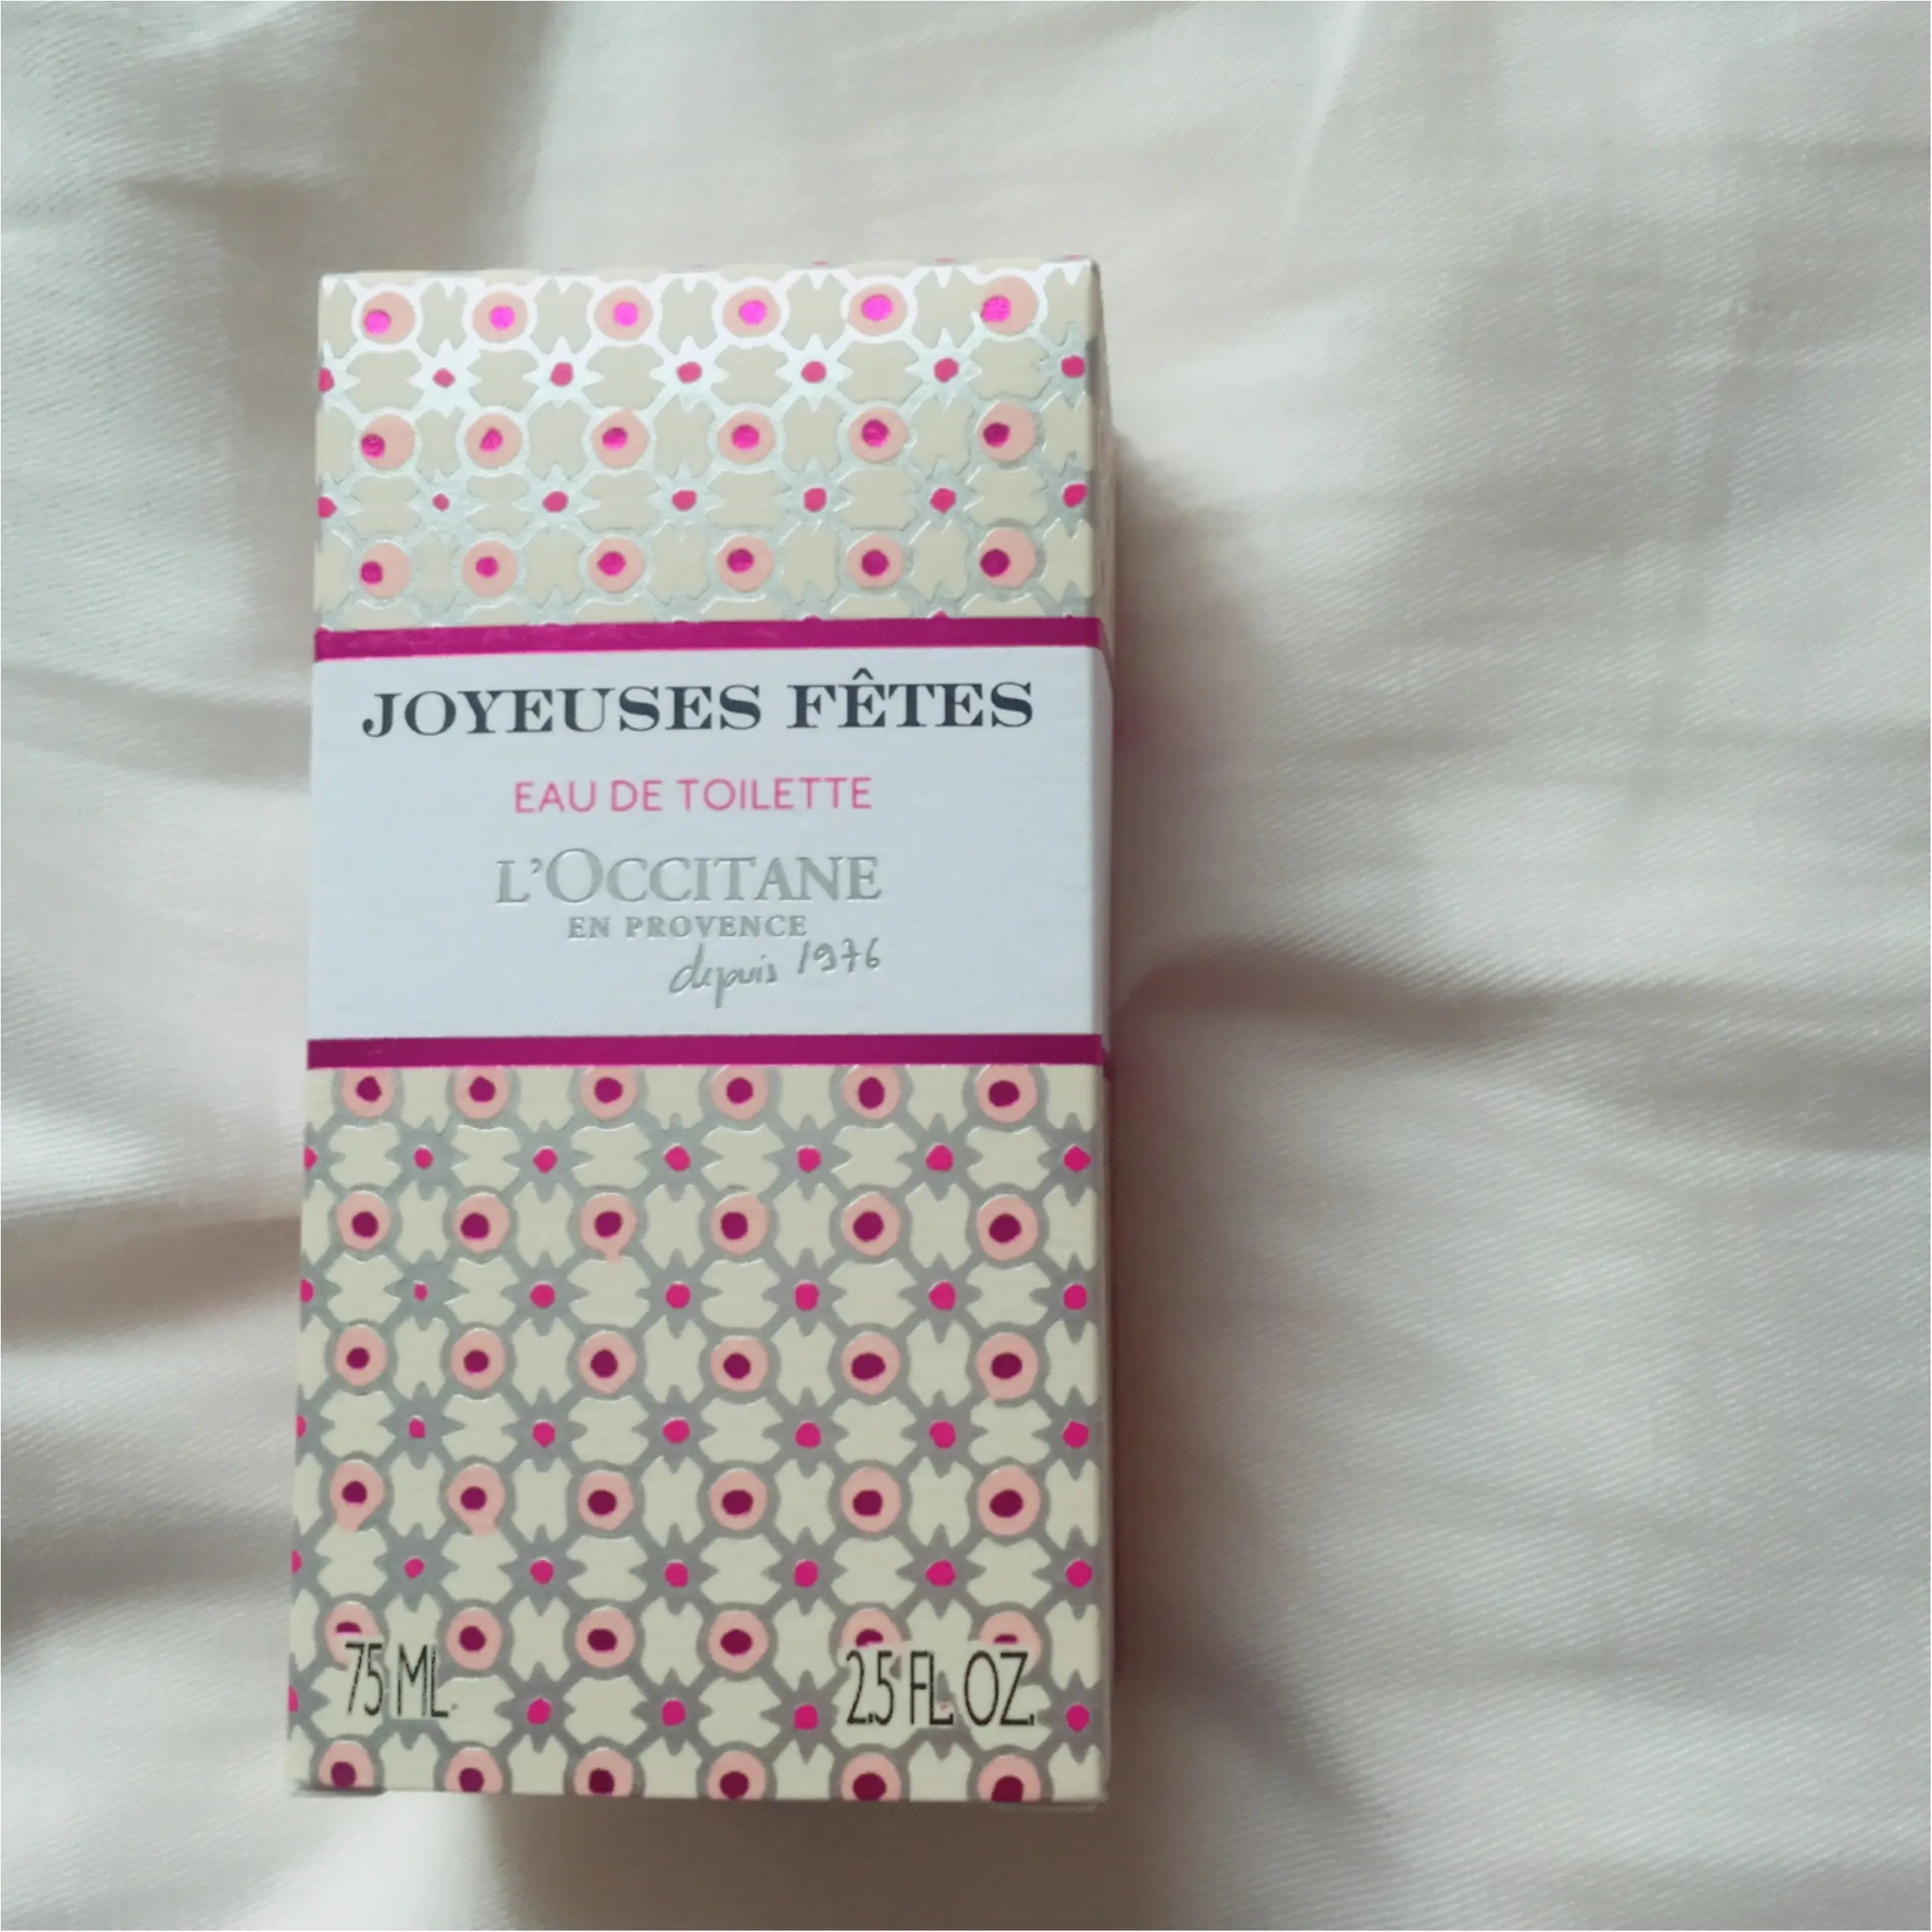 JOYEUSES FÊTES
EAU DE TOILETTE
L'OCCITANE
EN PROVENCE
depuis 1976
75 ML 2.5 FL. OZ.